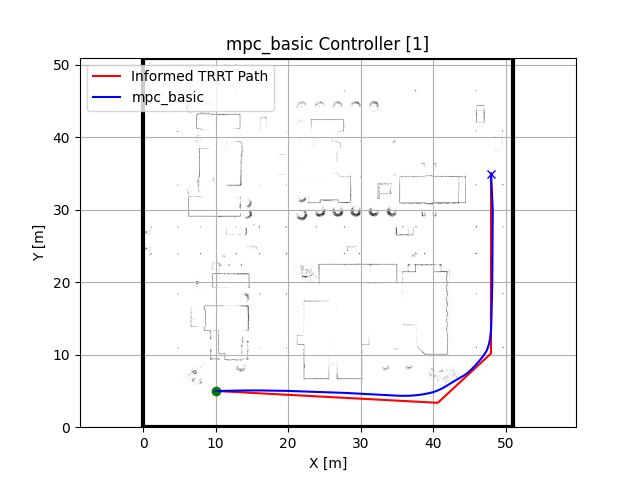 mpc_basic Controller [1]
Informed TRRT Path
mpc_basic
Y [m]
50
40
30
20
10
0
0 10 20 30 40 50
X [m]